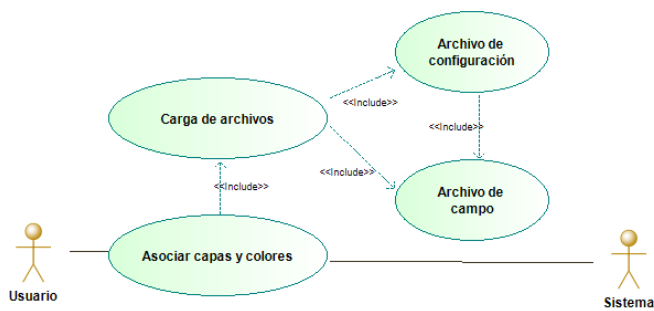 Archivo de
configuración
<<Include>>
Carga de archivos
<<Include>>
<<Include>>
<<Include>>
Archivo de
campo
Asociar capas y colores
Usuario
Sistema